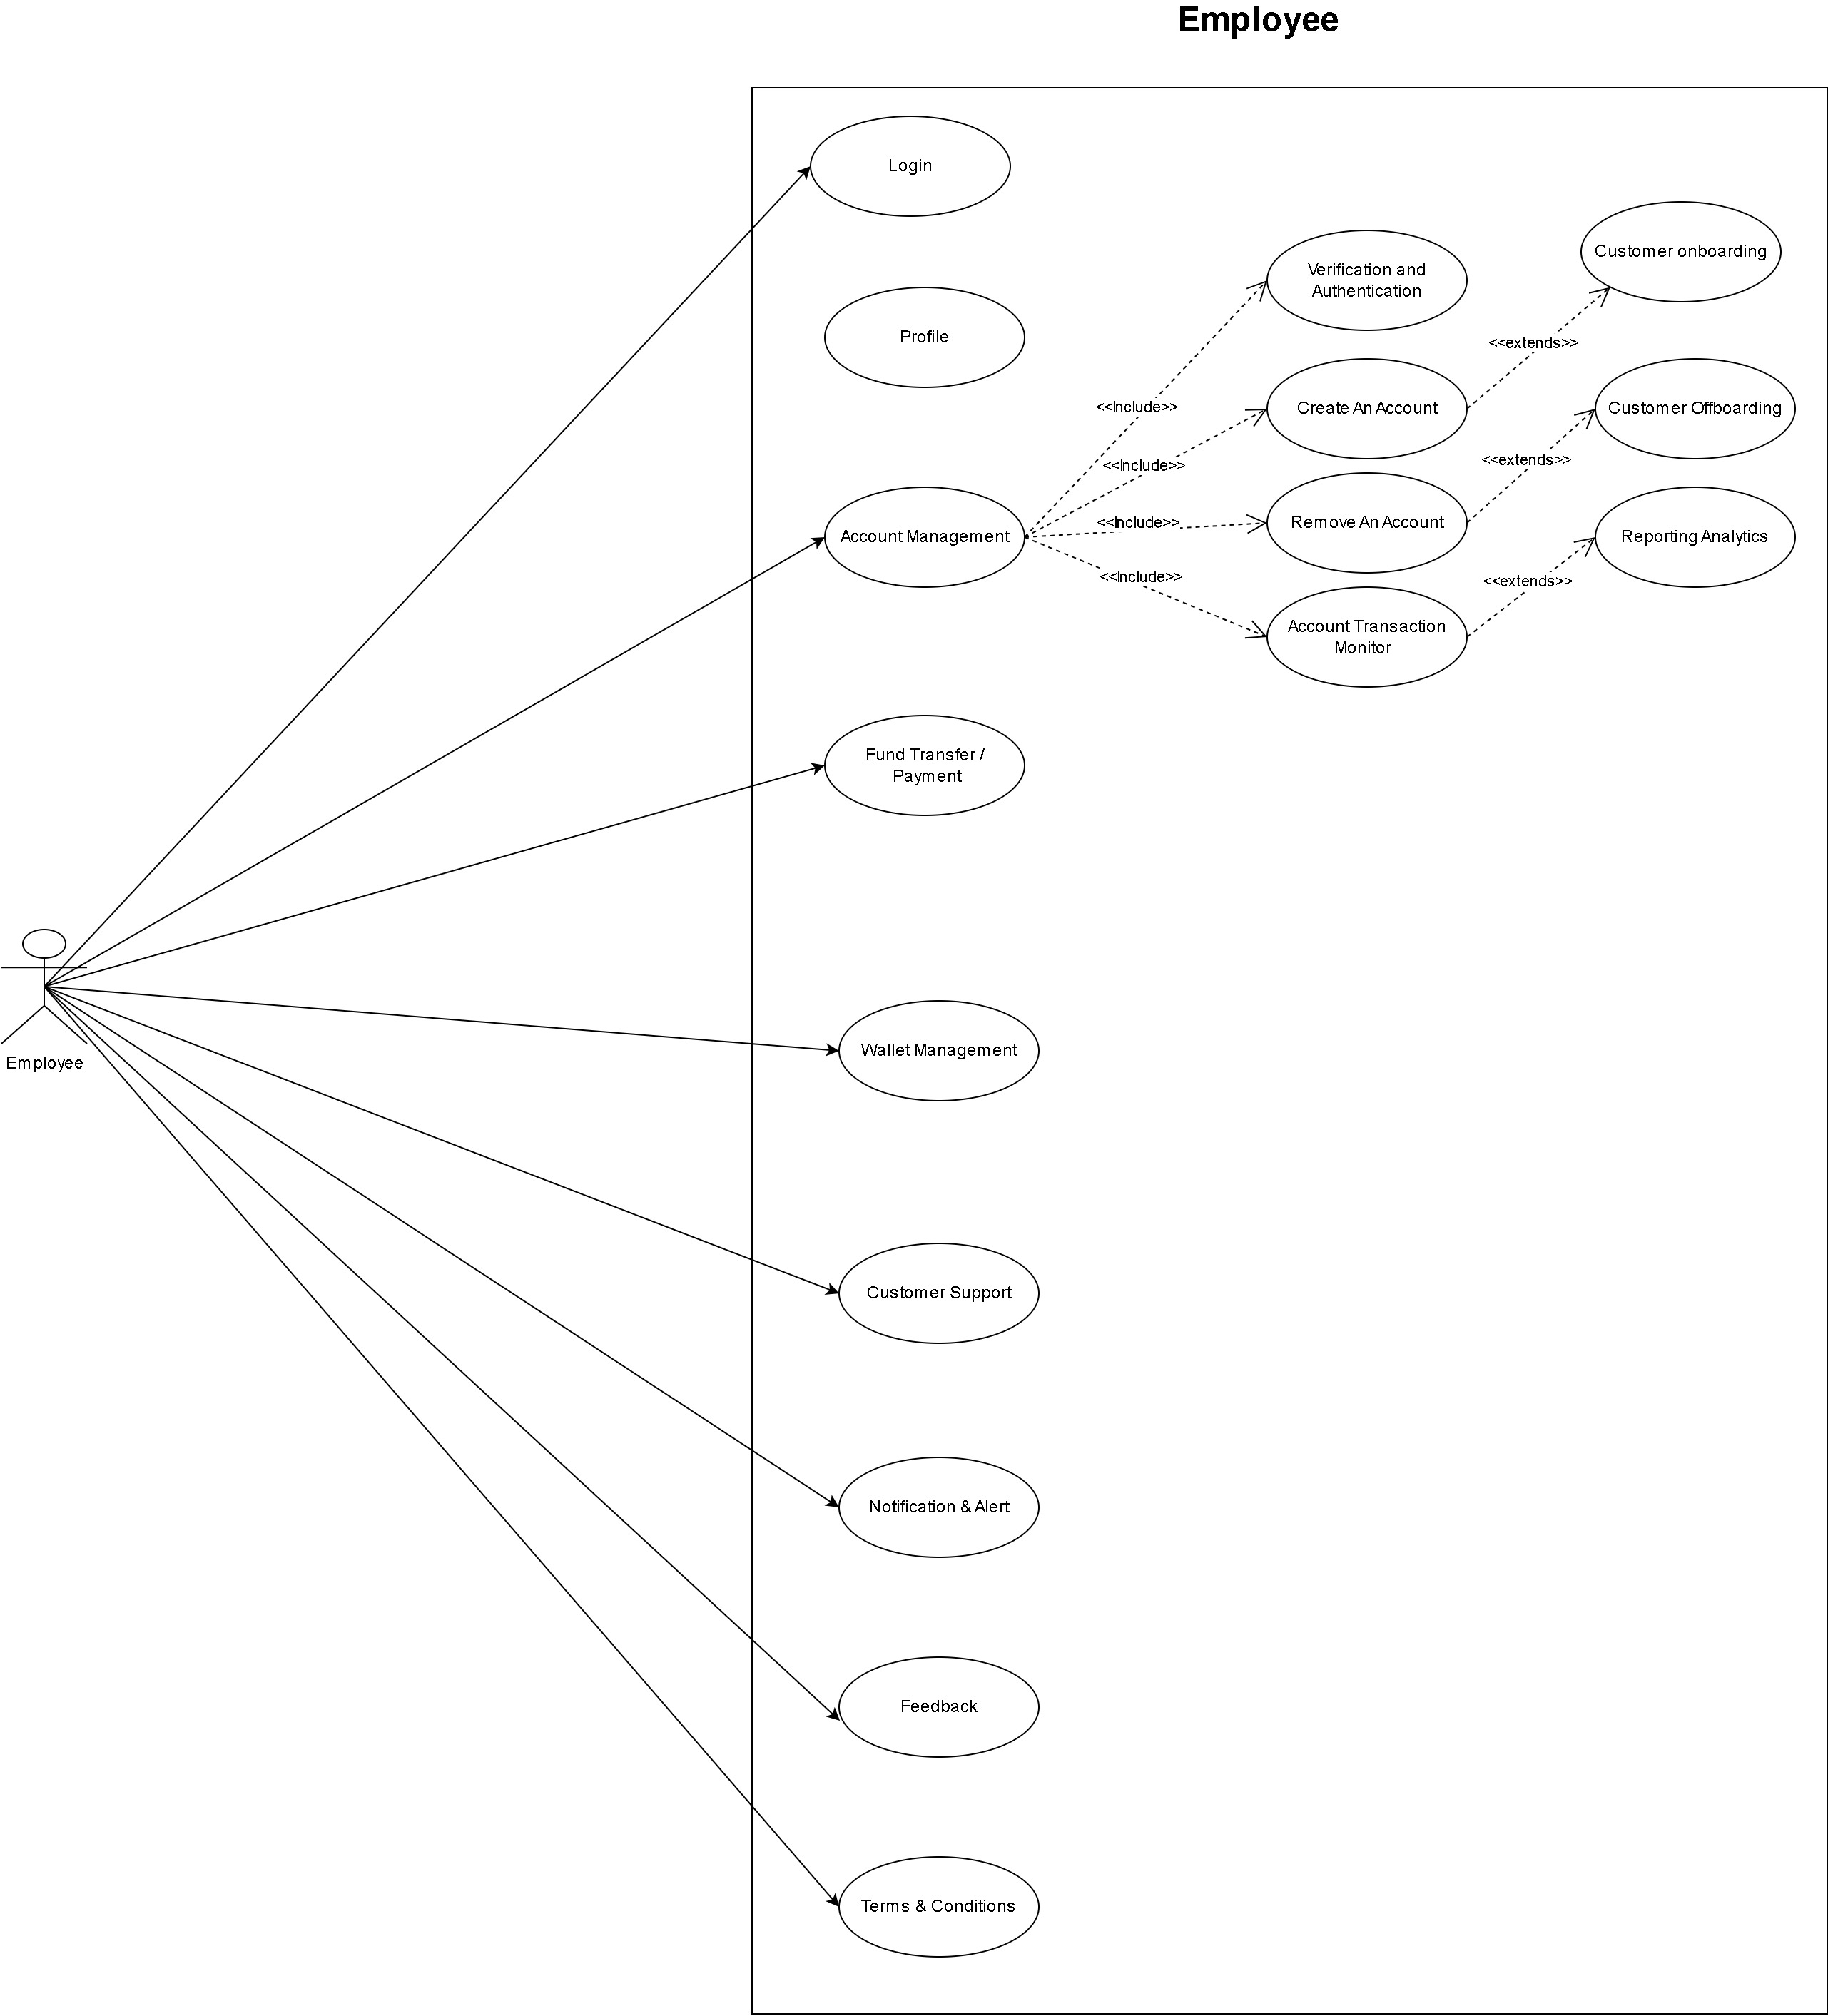 Employee
Login
Customer onboarding
Verification and
Authentication
Profile
<<extends>>
<<Include>>
Create An Account
Customer Offboarding
<<Include>>
<<extends>>
<<Include>>
Remove An Account
Account Management
Reporting Analytics
<<Include>>
<<extends>>
Account Transaction
Monitor
Fund Transfer /
Payment
Employee
Wallet Management
Customer Support
Notification & Alert
Feedback
Terms & Conditions